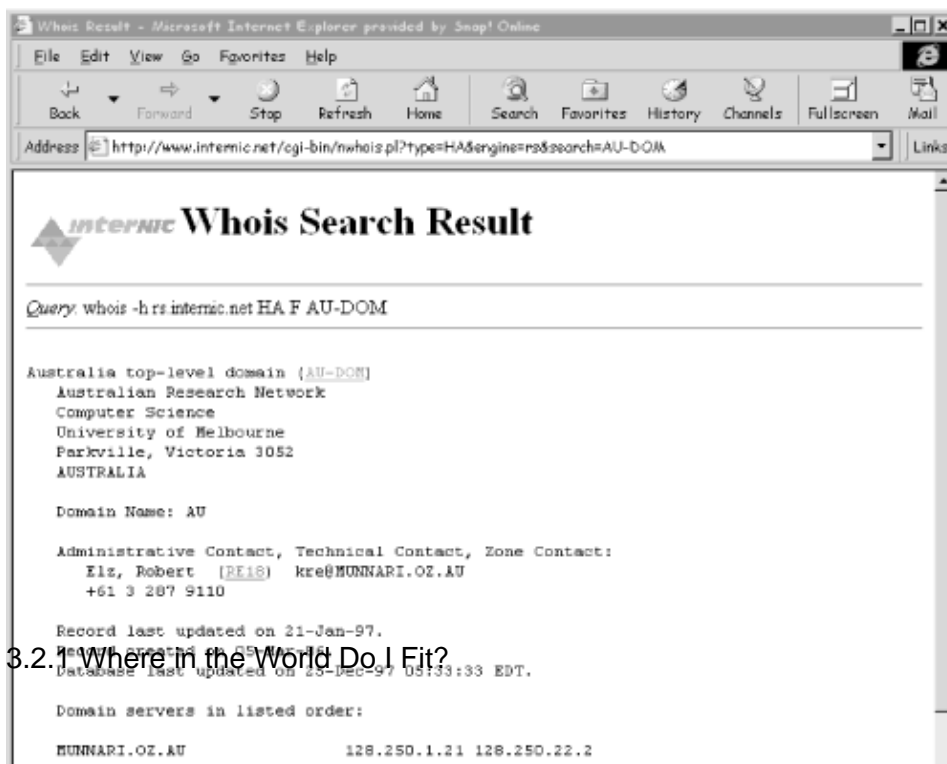 Whois Result - Microsoft Internet Explorer provided by Snap! Online
File Edit View Go Favorites Help
Back Forward Stop Refresh Home Search Favorites History Channels Fullscreen Mail
Address http://www.internic.net/cgi-bin/nwhois.pl?type=HA&engine=rs&search=AU-DOM Links
InterNIC Whois Search Result
Query: whois -h rs.internic.net HA F AU-DOM
Australia top-level domain (AU-DOM)
Australian Research Network
Computer Science
University of Melbourne
Parkville, Victoria 3052
AUSTRALIA
Domain Name: AU
Administrative Contact, Technical Contact, Zone Contact:
Elz, Robert (RE18) kre@MUNNARI.OZ.AU
+61 3 287 9110
Record last updated on 21-Jan-97.
Record created on 05-Mar-86.
3.2.1 Where in the World Do I Fit?
Database last updated on 25-Dec-97 05:33:33 EDT.
Domain servers in listed order:
MUNNARI.OZ.AU 128.250.1.21 128.250.22.2